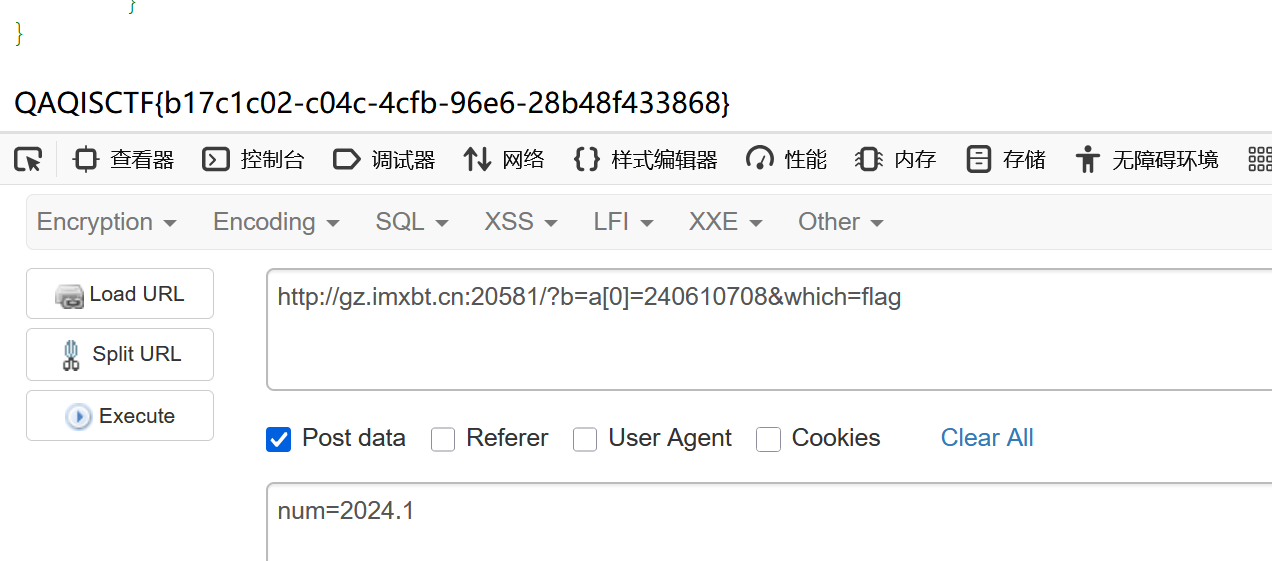 }
}
QAQISCTF{b17c1c02-c04c-4cfb-96e6-28b48f433868}
查看器 控制台 调试器 网络 样式编辑器 性能 内存 存储 无障碍环境
Encryption Encoding SQL XSS LFI XXE Other
Load URL
http://gz.imxbt.cn:20581/?b=a[0]=240610708&which=flag
Split URL
Execute
Post data Referer User Agent Cookies Clear All
num=2024.1